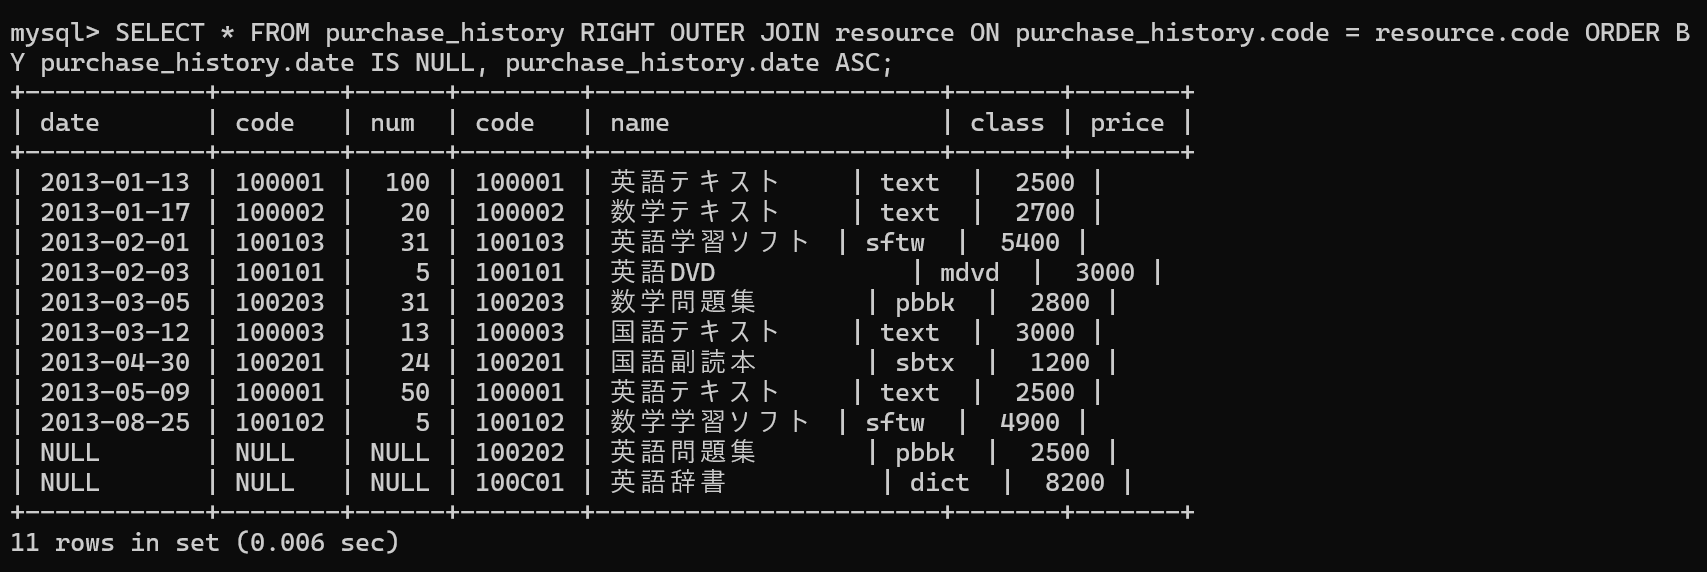 mysql> SELECT * FROM purchase_history RIGHT OUTER JOIN resource ON purchase_history.code = resource.code ORDER B
Y purchase_history.date IS NULL, purchase_history.date ASC;
+------------+--------+------+--------+-----------------------+-------+-------+
| date       | code   | num  | code   | name                  | class | price |
+------------+--------+------+--------+-----------------------+-------+-------+
| 2013-01-13 | 100001 |  100 | 100001 | 英語テキスト     | text  |  2500 |
| 2013-01-17 | 100002 |   20 | 100002 | 数学テキスト     | text  |  2700 |
| 2013-02-01 | 100103 |   31 | 100103 | 英語学習ソフト  | sftw  |  5400 |
| 2013-02-03 | 100101 |    5 | 100101 | 英語DVD             | mdvd  |  3000 |
| 2013-03-05 | 100203 |   31 | 100203 | 数学問題集       | pbbk  |  2800 |
| 2013-03-12 | 100003 |   13 | 100003 | 国語テキスト     | text  |  3000 |
| 2013-04-30 | 100201 |   24 | 100201 | 国語副読本       | sbtx  |  1200 |
| 2013-05-09 | 100001 |   50 | 100001 | 英語テキスト     | text  |  2500 |
| 2013-08-25 | 100102 |    5 | 100102 | 数学学習ソフト  | sftw  |  4900 |
| NULL       | NULL   | NULL | 100202 | 英語問題集       | pbbk  |  2500 |
| NULL       | NULL   | NULL | 100C01 | 英語辞書          | dict  |  8200 |
+------------+--------+------+--------+-----------------------+-------+-------+
11 rows in set (0.006 sec)